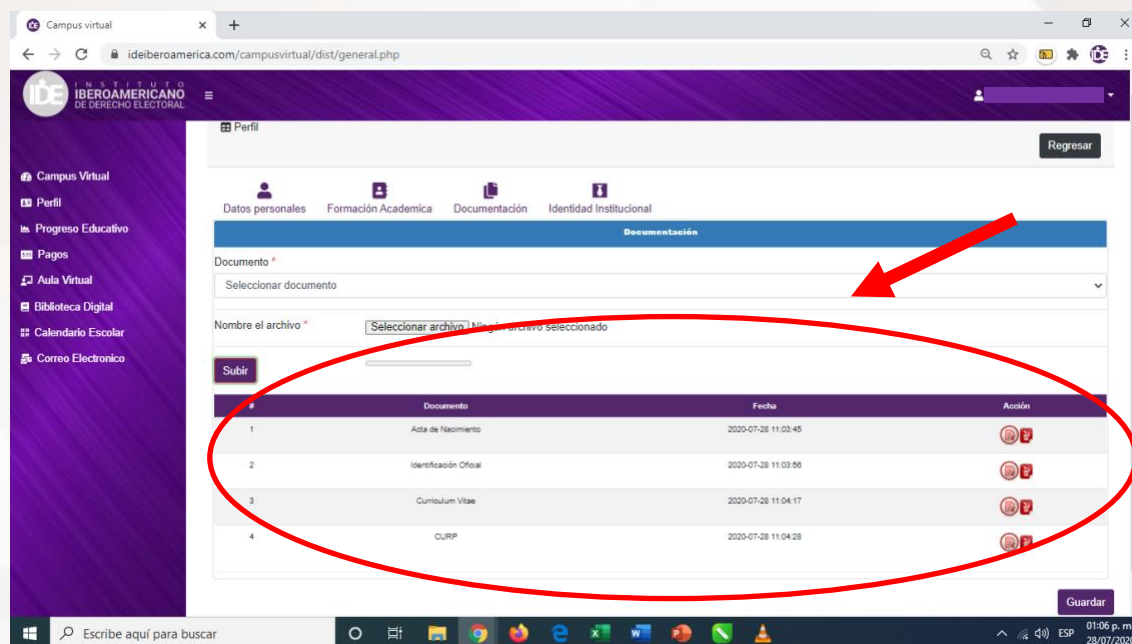 Campus virtual
ideiberoamerica.com/campusvirtual/dist/general.php
IDE INSTITUTO
IBEROAMERICANO
DE DERECHO ELECTORAL
Perfil
Regresar
Campus Virtual
Perfil
Progreso Educativo
Pagos
Aula Virtual
Biblioteca Digital
Calendario Escolar
Correo Electronico
Datos personales Formación Academica Documentación Identidad Institucional
Documentación
Documento *
Seleccionar documento
Nombre el archivo * Seleccionar archivo Ningún archivo seleccionado
Subir
# Documento Fecha Acción
1 Acta de Nacimiento 2020-07-28 11:03:45
2 Identificación Oficial 2020-07-28 11:03:56
3 Curriculum Vitae 2020-07-28 11:04:17
4 CURP 2020-07-28 11:04:28
Guardar
Escribe aquí para buscar
ESP
01:06 p. m.
28/07/2020